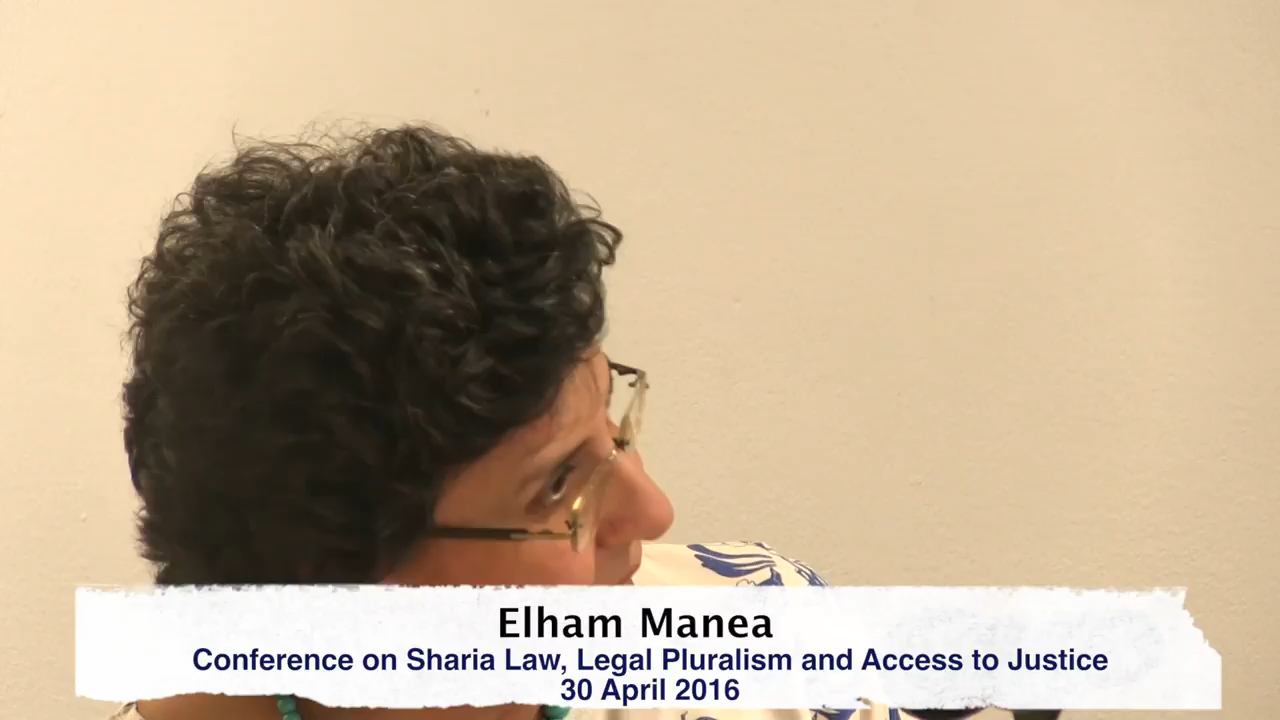 Elham Manea
Conference on Sharia Law, Legal Pluralism and Access to Justice
30 April 2016